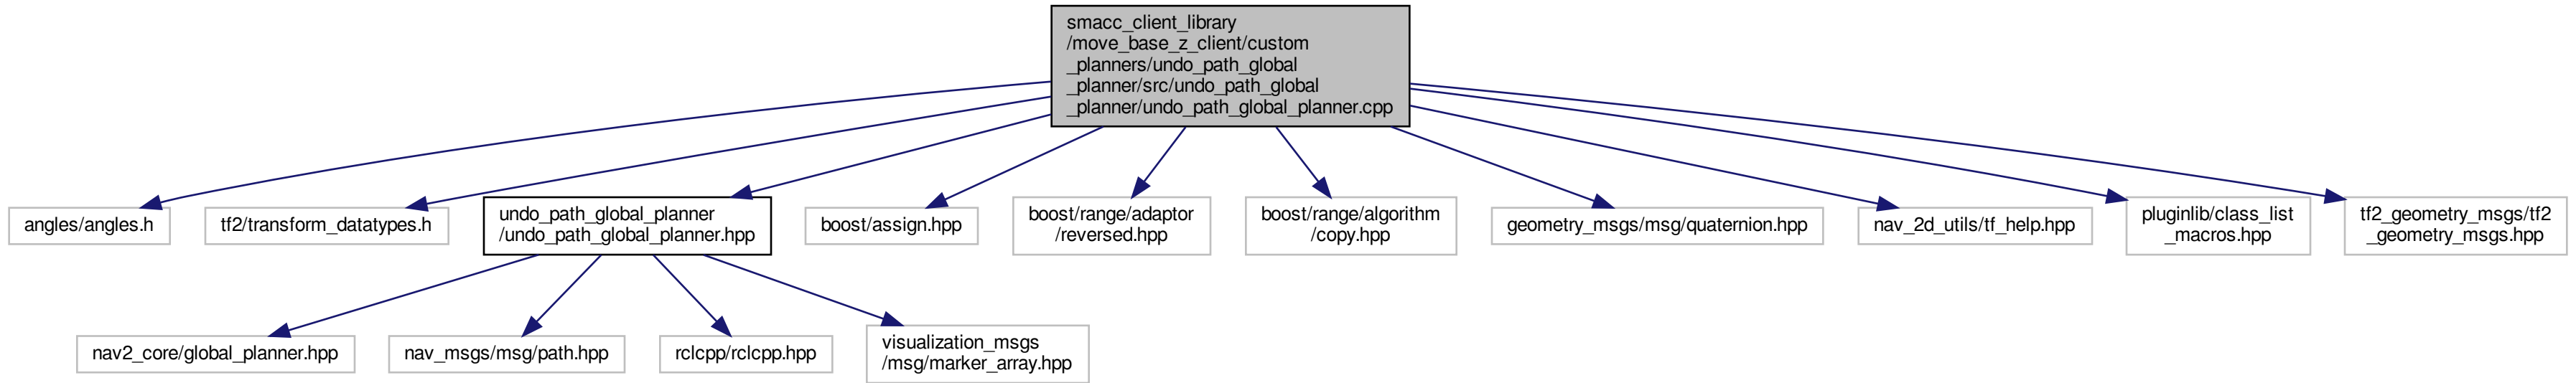 smacc_client_library
/move_base_z_client/custom
_planners/undo_path_global
_planner/src/undo_path_global
_planner/undo_path_global_planner.cpp
angles/angles.h
tf2/transform_datatypes.h
undo_path_global_planner
/undo_path_global_planner.hpp
boost/assign.hpp
boost/range/adaptor
/reversed.hpp
boost/range/algorithm
/copy.hpp
geometry_msgs/msg/quaternion.hpp
nav_2d_utils/tf_help.hpp
pluginlib/class_list
_macros.hpp
tf2_geometry_msgs/tf2
_geometry_msgs.hpp
nav2_core/global_planner.hpp
nav_msgs/msg/path.hpp
rclcpp/rclcpp.hpp
visualization_msgs
/msg/marker_array.hpp